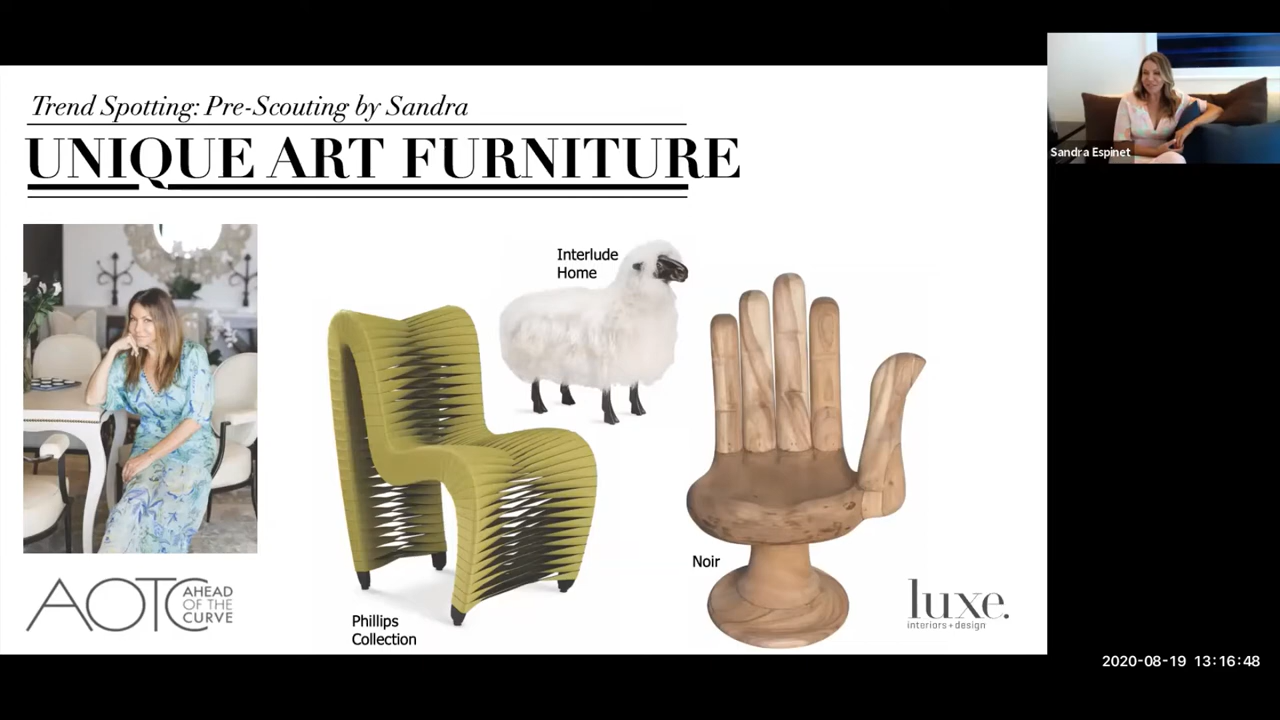 Trend Spotting: Pre-Scouting by Sandra
UNIQUE ART FURNITURE
Sandra Espinet
Interlude
Home
Noir
Phillips
Collection
AOTC AHEAD
OF THE
CURVE
luxe.
interiors+design
2020-08-19 13:16:48